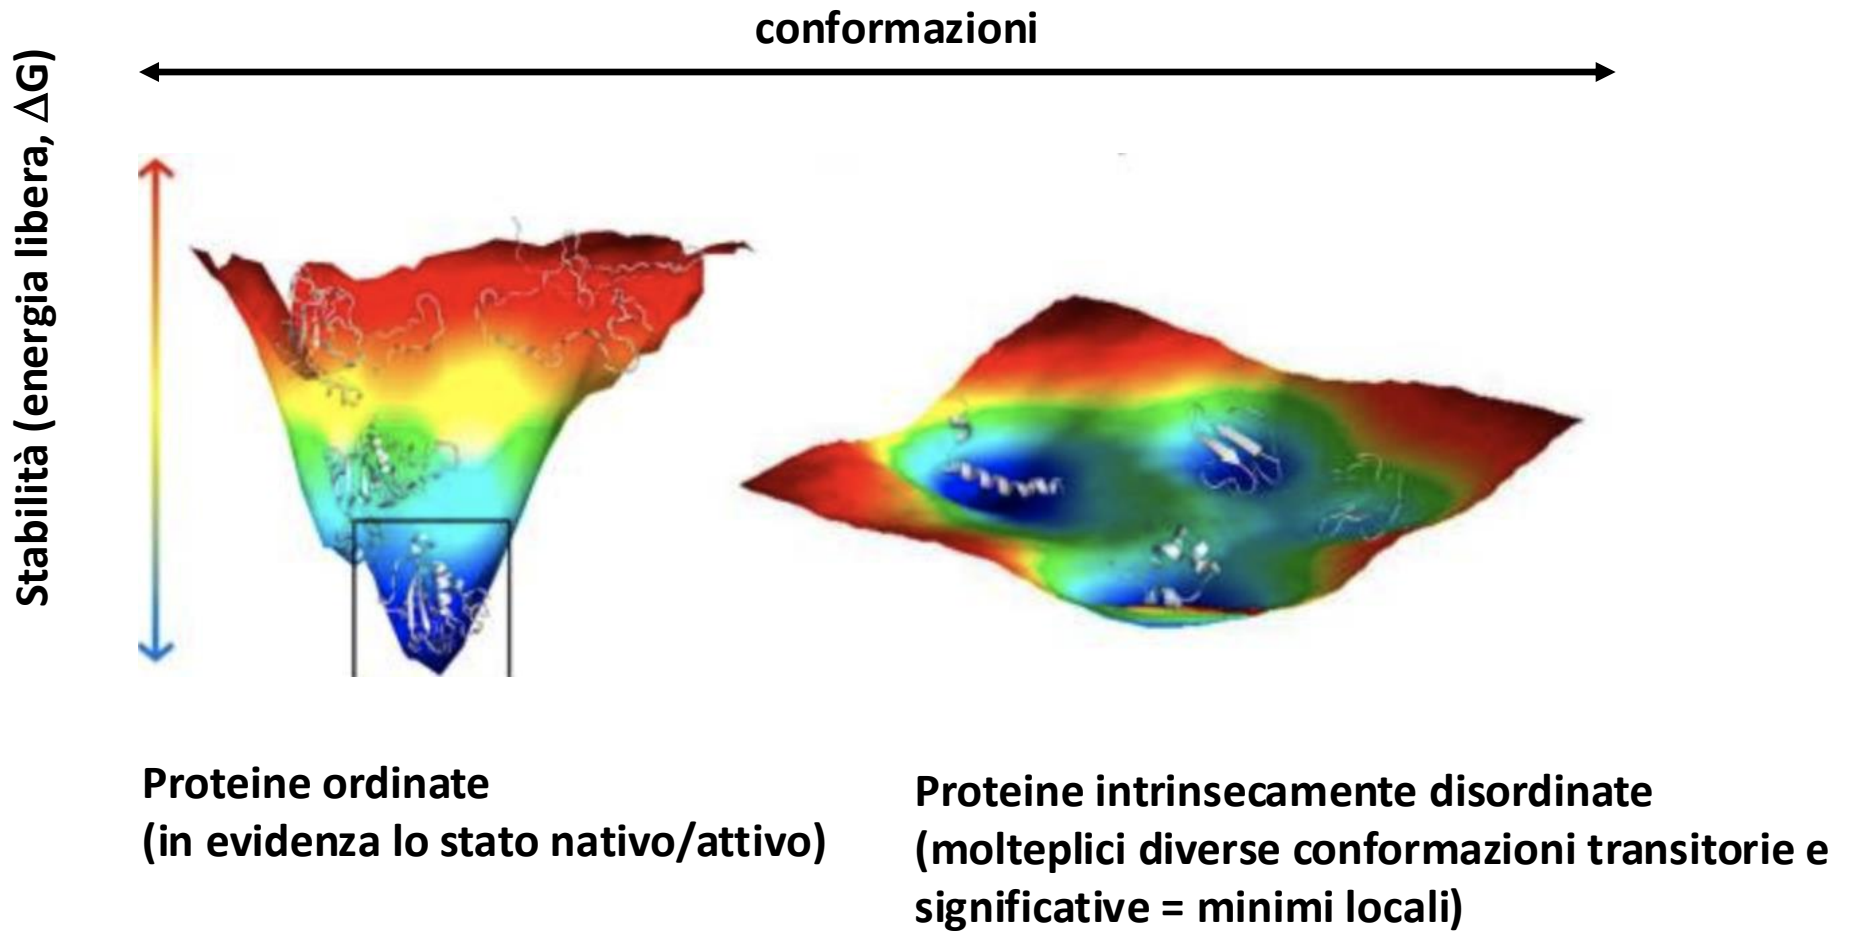 conformazioni
Stabilità (energia libera, ΔG)
Proteine ordinate
(in evidenza lo stato nativo/attivo)
Proteine intrinsecamente disordinate
(molteplici diverse conformazioni transitorie e
significative = minimi locali)